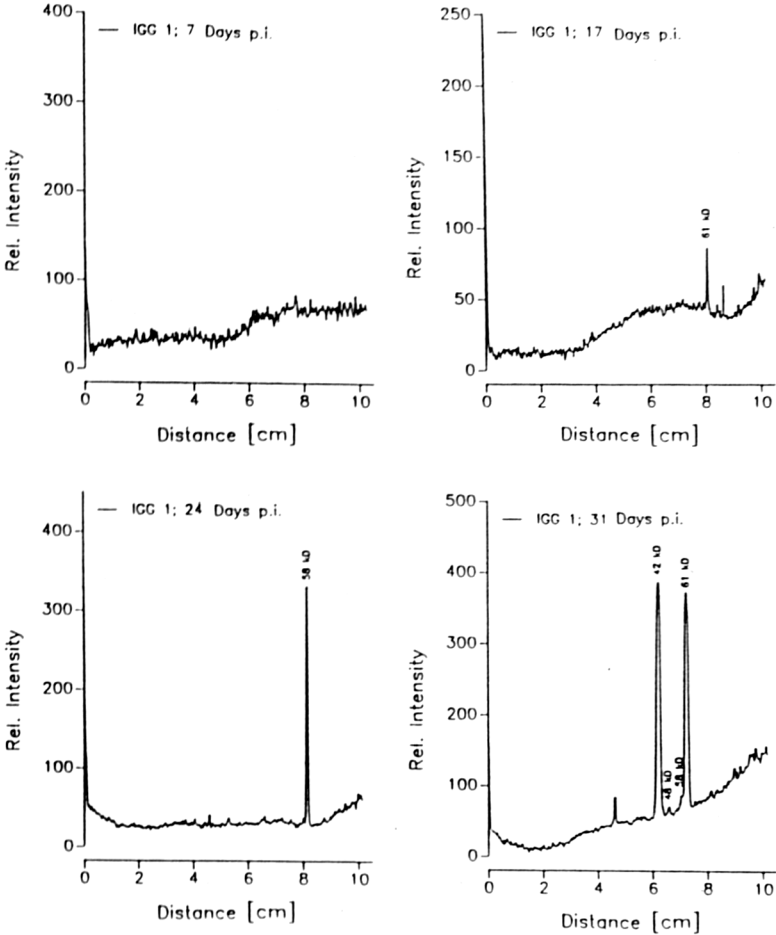 IGG 1; 7 Days p.i.
400
300
200
100
0
Rel. Intensity
0 2 4 6 8 10
Distance [cm]
IGG 1; 17 Days p.i.
250
200
150
100
50
0
Rel. Intensity
61 kD
0 2 4 6 8 10
Distance [cm]
IGG 1; 24 Days p.i.
400
300
200
100
0
Rel. Intensity
58 kD
0 2 4 6 8 10
Distance [cm]
IGG 1; 31 Days p.i.
500
400
300
200
100
0
Rel. Intensity
42 kD
48 kD
58 kD
61 kD
0 2 4 6 8 10
Distance [cm]